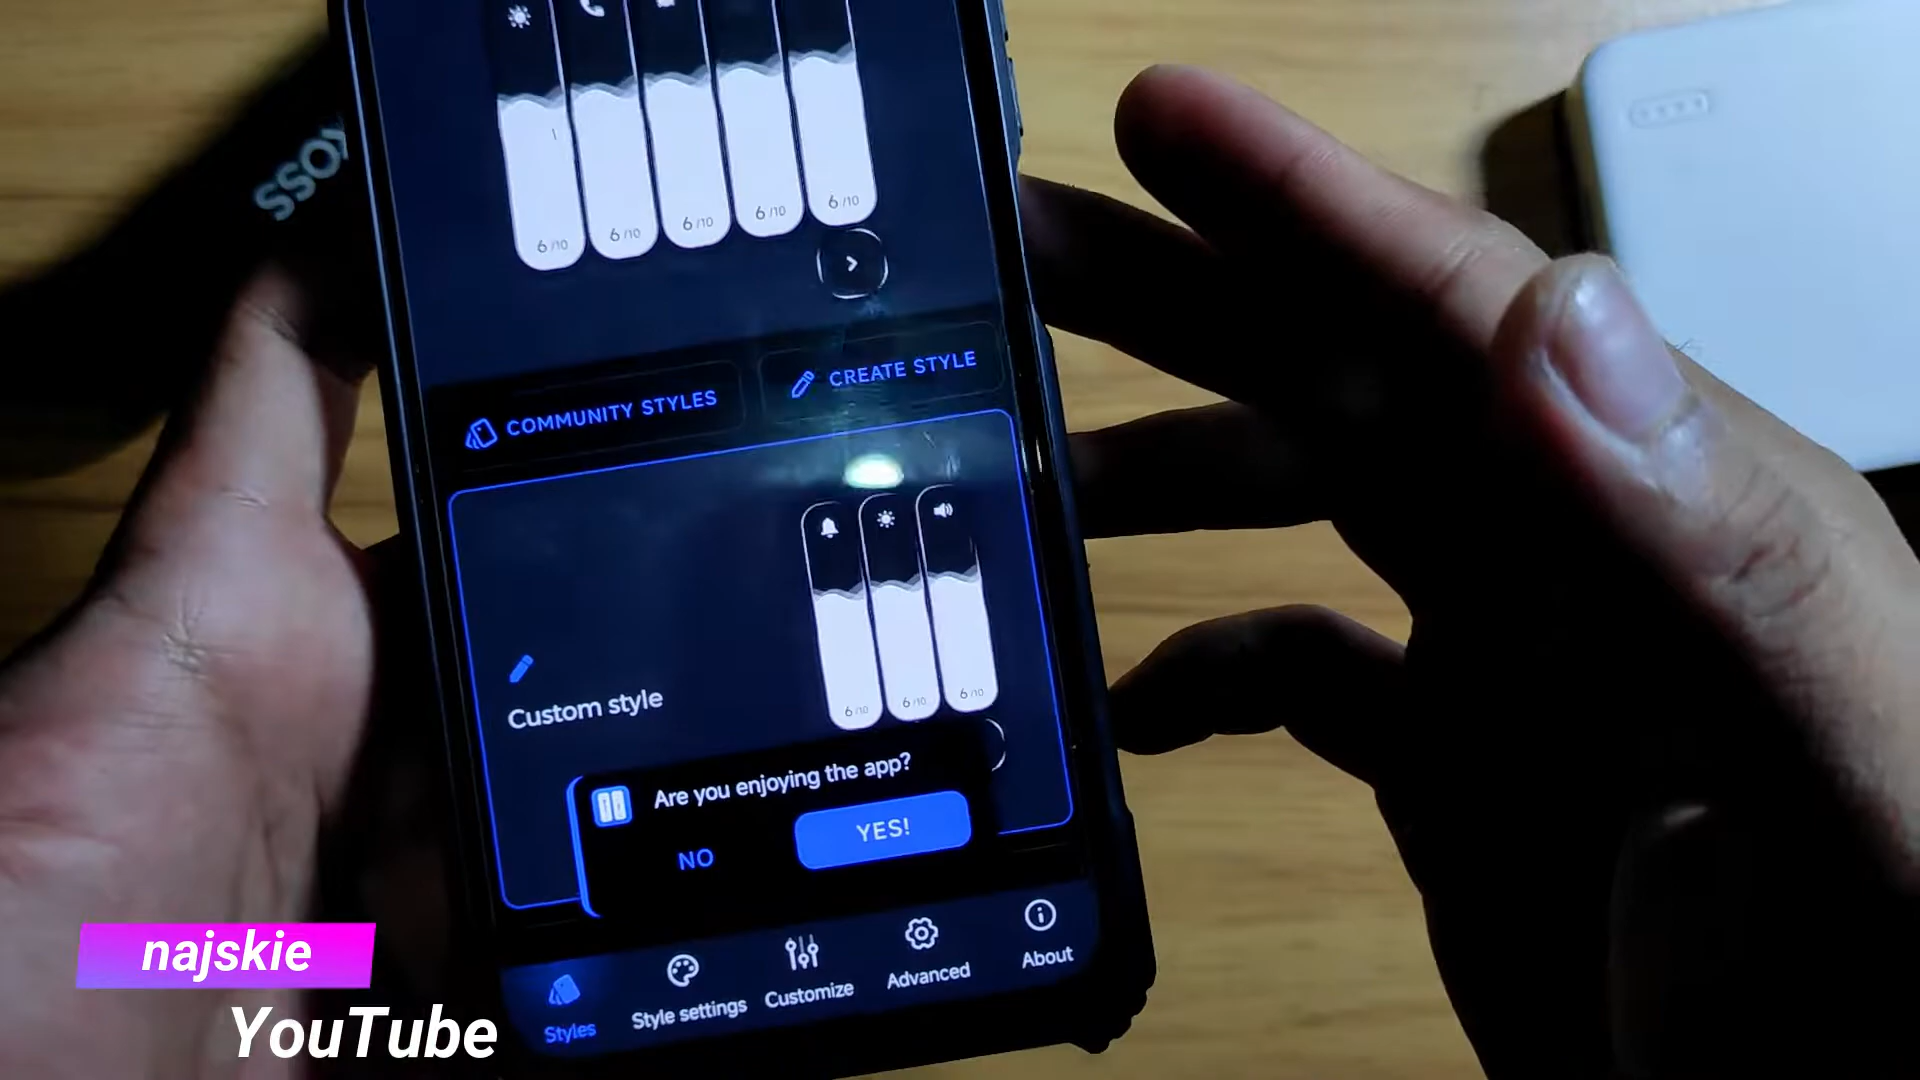 KOSS
6/10
6/10
6/10
6/10
6/10
COMMUNITY STYLES
CREATE STYLE
Custom style
6/10
6/10
6/10
Are you enjoying the app?
NO
YES!
Styles
Style settings
Customize
Advanced
About
najskie
YouTube